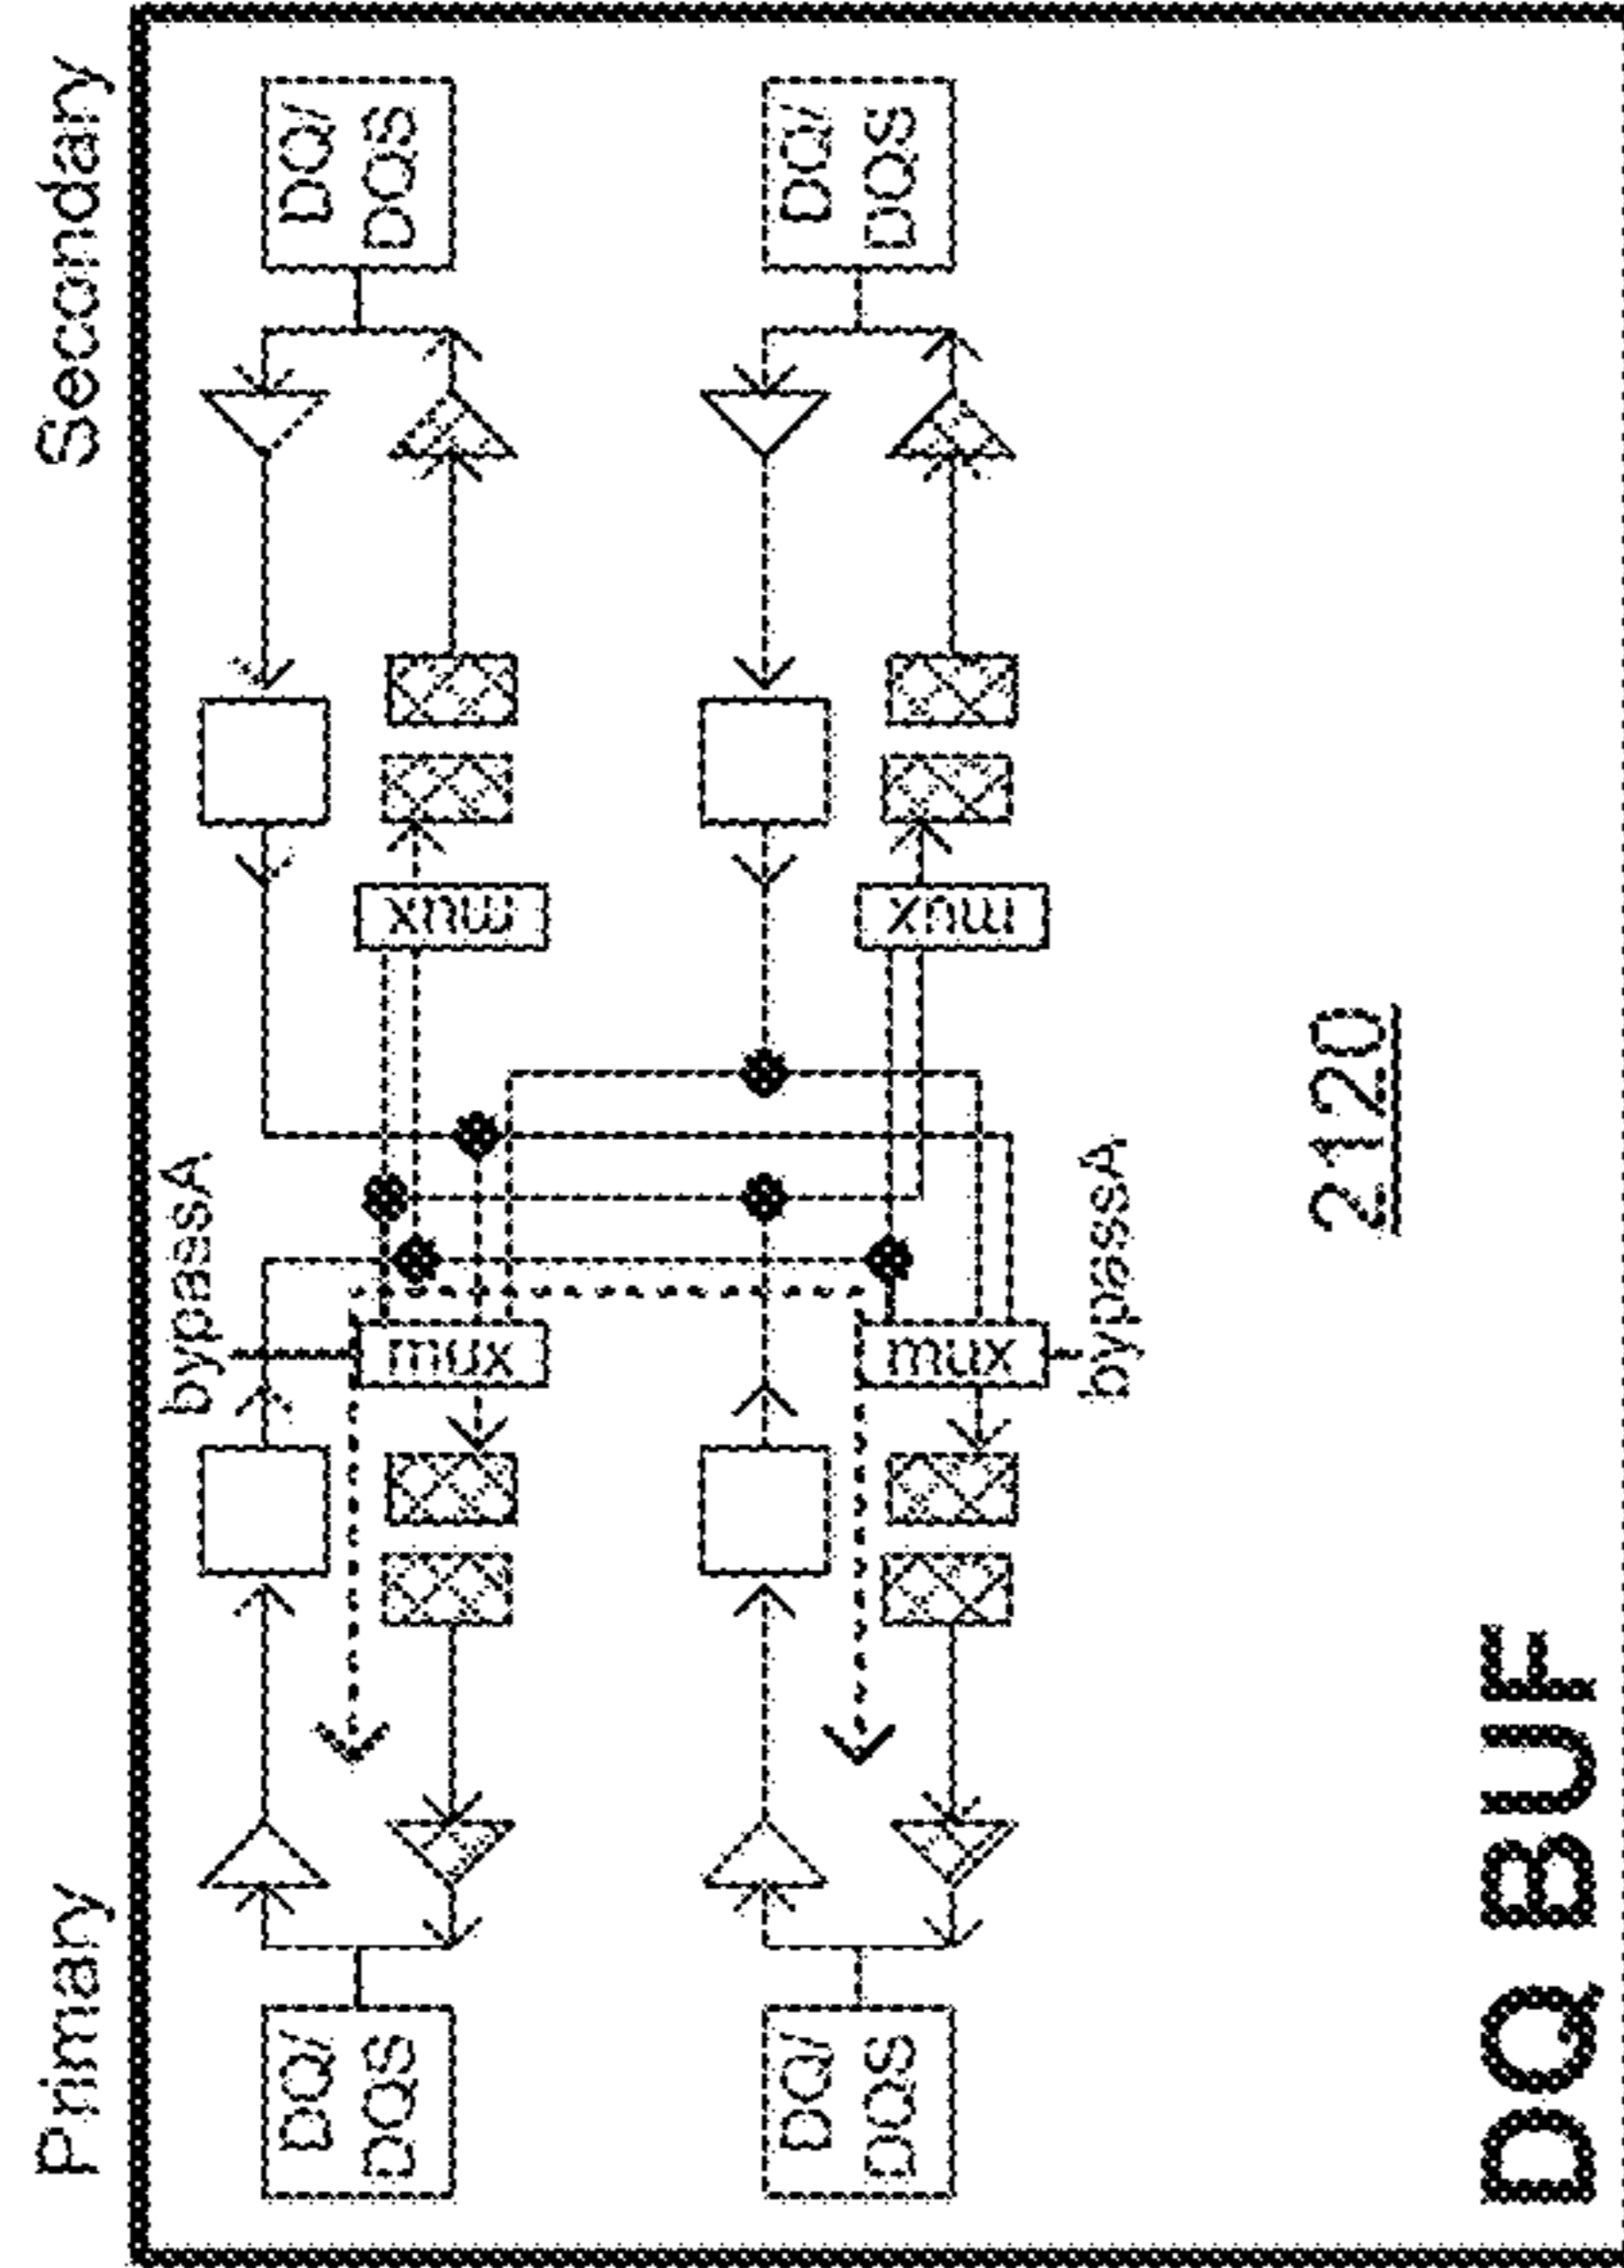 Primary
Secondary
DQ/
DQS
DQ/
DQS
bypassA
mux
mux
DQ/
DQS
DQ/
DQS
mux
mux
bypassA
2120
DQ BUF